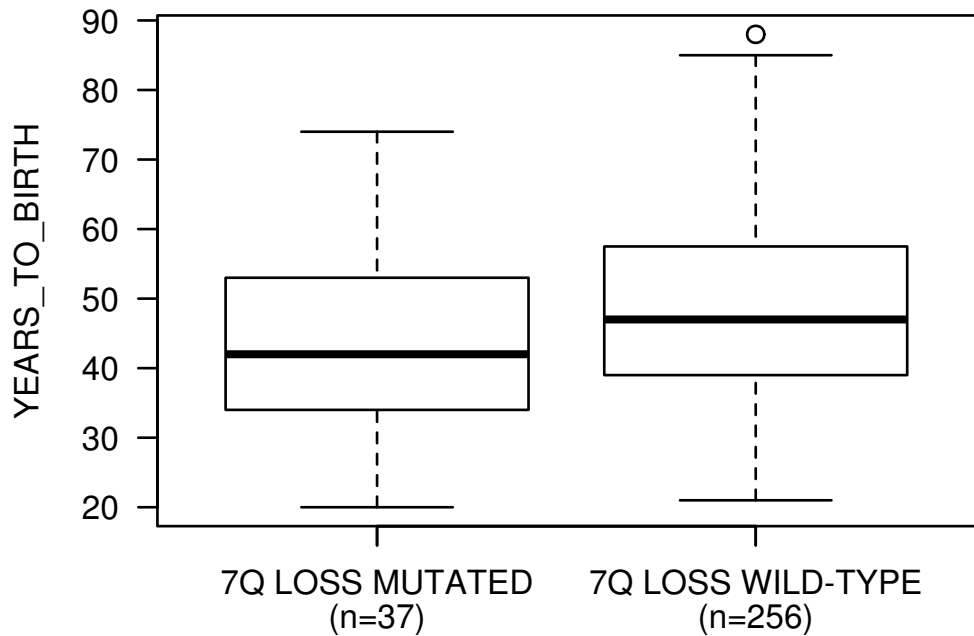 YEARS_TO_BIRTH
90
80
70
60
50
40
30
20
7Q LOSS MUTATED
(n=37)
7Q LOSS WILD-TYPE
(n=256)